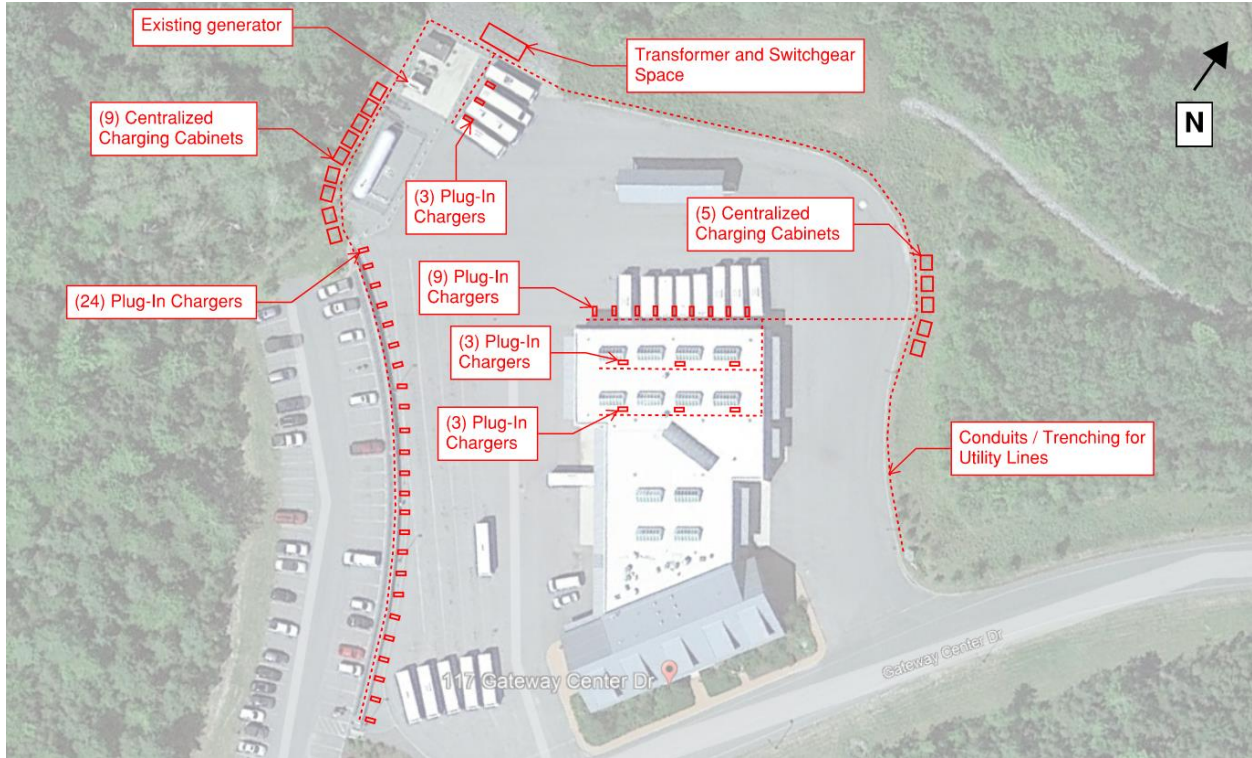 Existing generator
Transformer and Switchgear
Space
(9) Centralized
Charging Cabinets
N
(3) Plug-In
Chargers
(5) Centralized
Charging Cabinets
(24) Plug-In Chargers
(9) Plug-In
Chargers
(3) Plug-In
Chargers
(3) Plug-In
Chargers
Conduits / Trenching for
Utility Lines
Gateway Center Dr
117 Gateway Center Dr